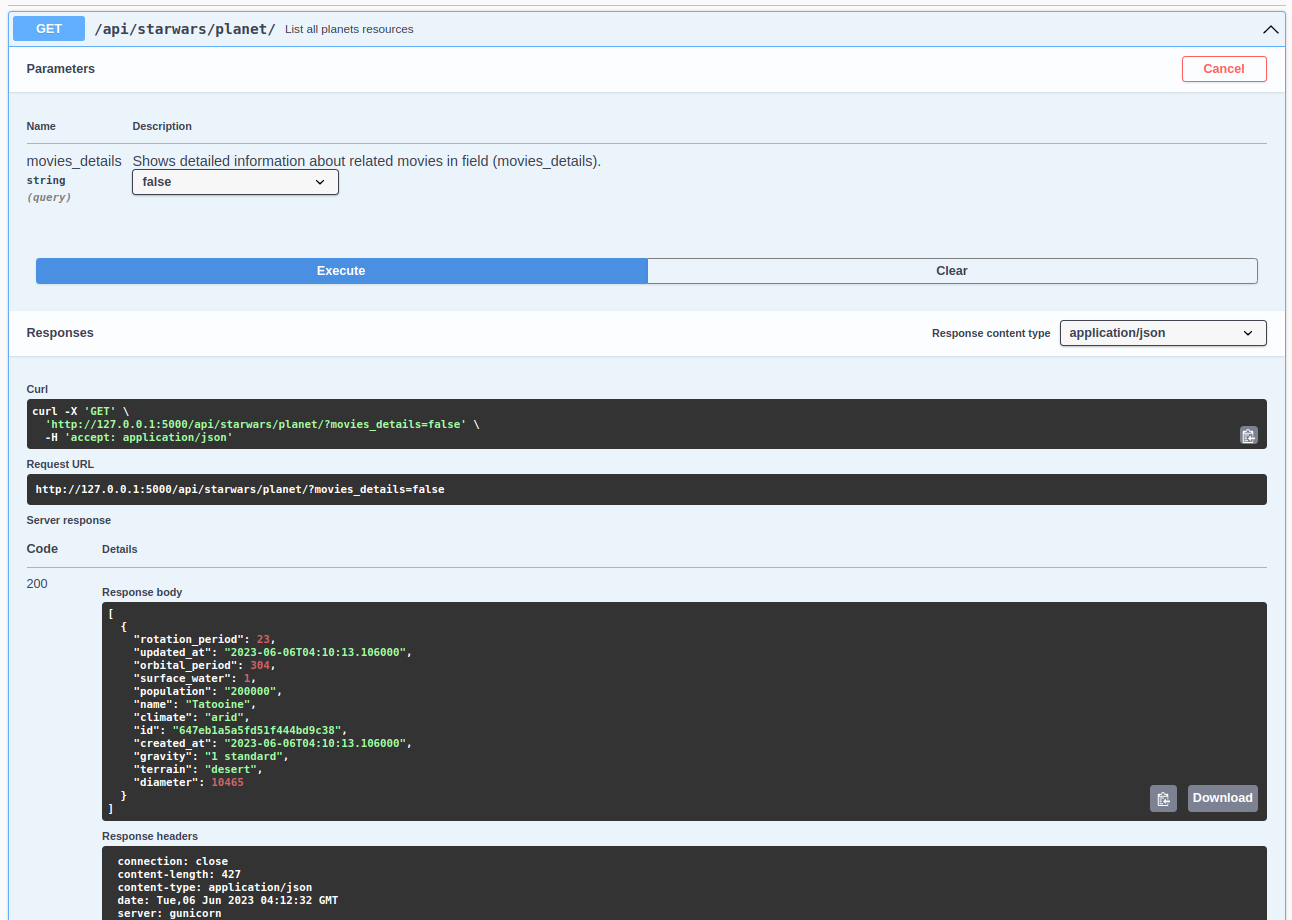 GET /api/starwars/planet/ List all planets resources
Parameters
Cancel
Name Description
movies_details Shows detailed information about related movies in field (movies_details).
string false
(query)
Execute Clear
Responses Response content type application/json
Curl
curl -X 'GET' \
'http://127.0.0.1:5000/api/starwars/planet/?movies_details=false' \
-H 'accept: application/json'
Request URL
http://127.0.0.1:5000/api/starwars/planet/?movies_details=false
Server response
Code Details
200
Response body
[
{
"rotation_period": 23,
"updated_at": "2023-06-06T04:10:13.106000",
"orbital_period": 304,
"surface_water": 1,
"population": "200000",
"name": "Tatooine",
"climate": "arid",
"id": "647eb1a5a5fd51f444bd9c38",
"created_at": "2023-06-06T04:10:13.106000",
"gravity": "1 standard",
"terrain": "desert",
"diameter": 10465
}
]
Download
Response headers
connection: close
content-length: 427
content-type: application/json
date: Tue,06 Jun 2023 04:12:32 GMT
server: gunicorn